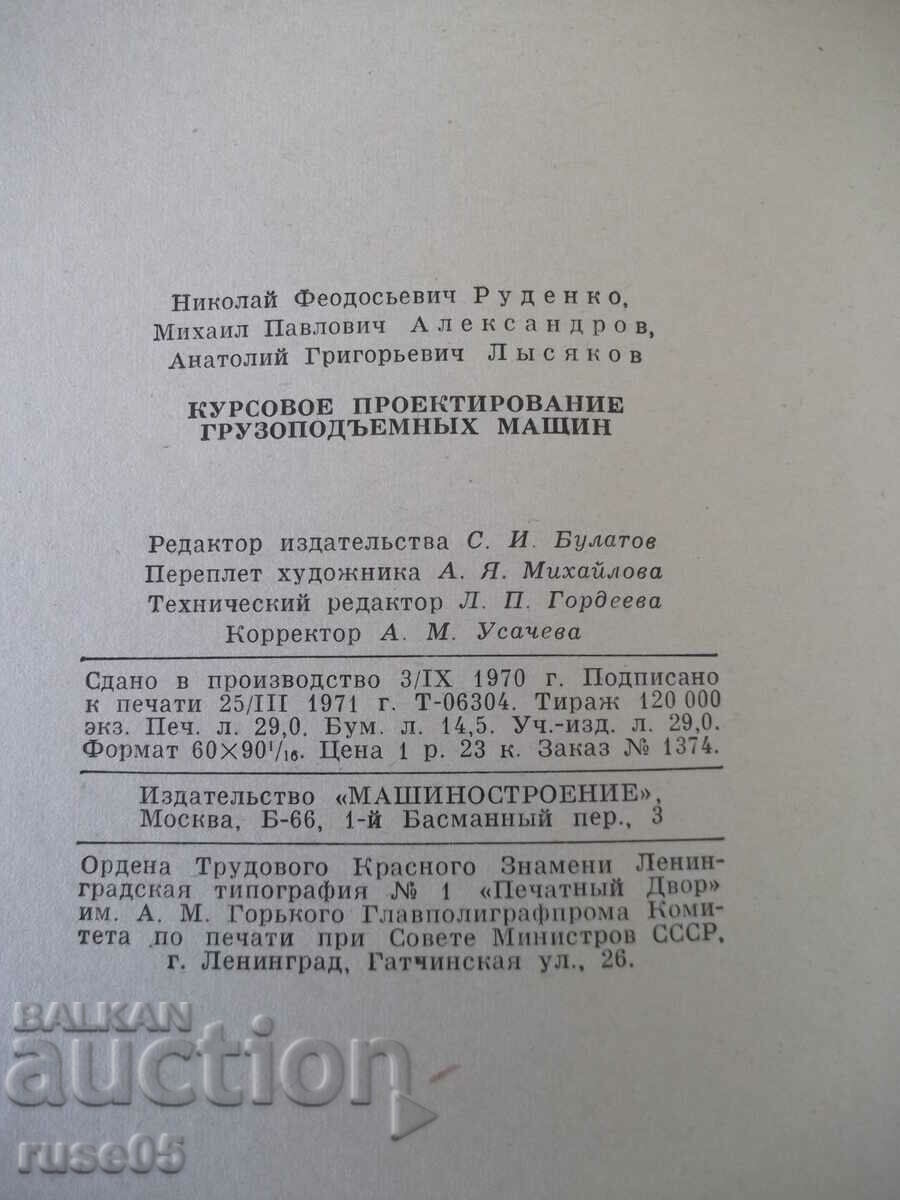 Николай Феодосьевич Руденко,
Михаил Павлович Александров,
Анатолий Григорьевич Лысяков
КУРСОВОЕ ПРОЕКТИРОВАНИЕ
ГРУЗОПОДЪЕМНЫХ МАШИН
Редактор издательства С. И. Булатов
Переплет художника А. Я. Михайлова
Технический редактор Л. П. Гордеева
Корректор А. М. Усачева
Сдано в производство 3/IX 1970 г. Подписано
к печати 25/III 1971 г. Т-06304. Тираж 120 000
экз. Печ. л. 29,0. Бум. л. 14,5. Уч.-изд. л. 29,0.
Формат 60×90¹/₁₆. Цена 1 р. 23 к. Заказ № 1374.
Издательство «МАШИНОСТРОЕНИЕ»,
Москва, Б-66, 1-й Басманный пер., 3
Ордена Трудового Красного Знамени Ленин-
градская типография № 1 «Печатный Двор»
им. А. М. Горького Главполиграфпрома Коми-
тета по печати при Совете Министров СССР,
г. Ленинград, Гатчинская ул., 26.
BALKAN
auction
ruse05